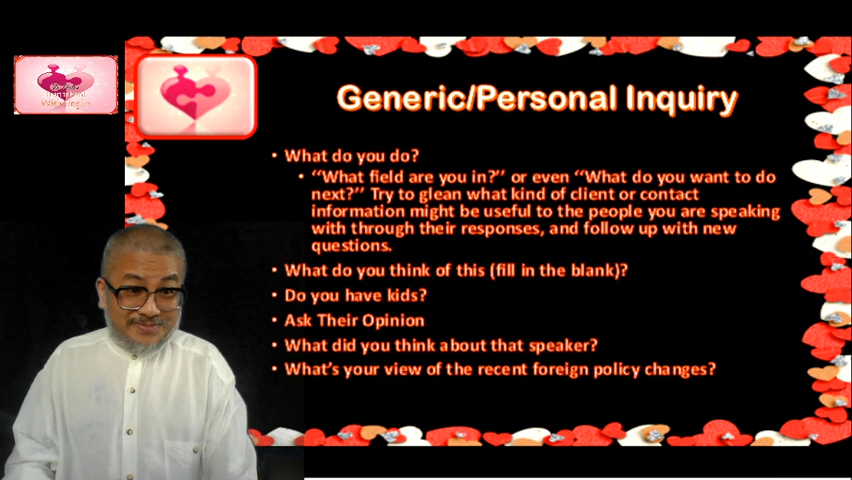 Generic/Personal Inquiry
• What do you do?
• “What field are you in?” or even “What do you want to do
next?” Try to glean what kind of client or contact
information might be useful to the people you are speaking
with through their responses, and follow up with new
questions.
• What do you think of this (fill in the blank)?
• Do you have kids?
• Ask Their Opinion
• What did you think about that speaker?
• What’s your view of the recent foreign policy changes?